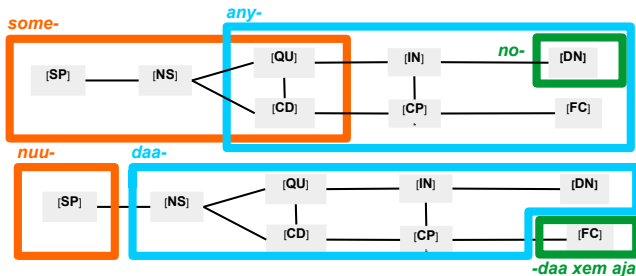 some-
any-
no-
[SP] [NS] [QU] [IN] [DN]
[CD] [CP] [FC]
nuu-
daa-
[SP] [NS] [QU] [IN] [DN]
[CD] [CP] [FC]
-daa xem aja